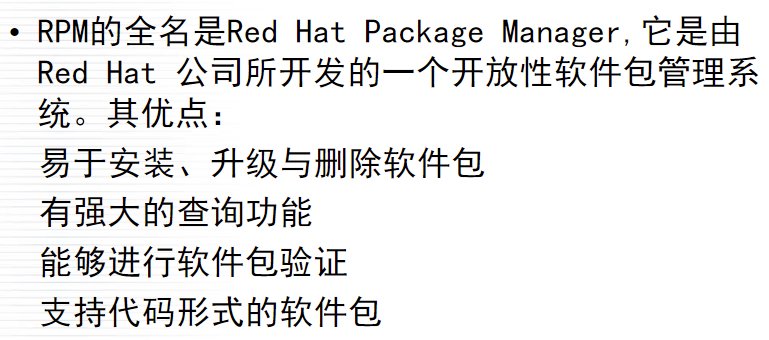 • RPM的全名是Red Hat Package Manager,它是由
Red Hat 公司所开发的一个开放性软件包管理系
统。其优点：
易于安装、升级与删除软件包
有强大的查询功能
能够进行软件包验证
支持代码形式的软件包